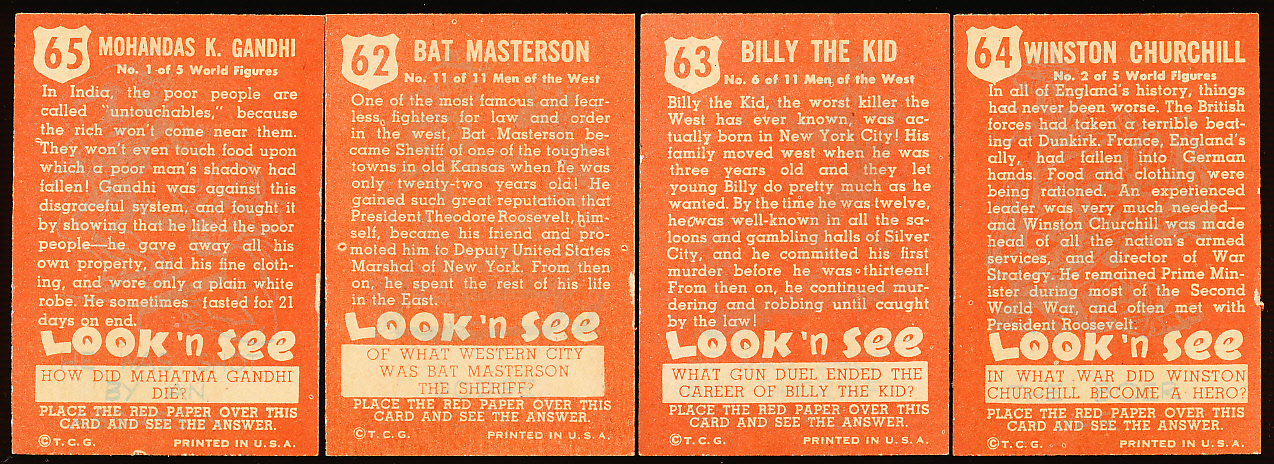 65
MOHANDAS K. GANDHI
No. 1 of 5 World Figures
In India, the poor people are
called "untouchables," because
the rich won't come near them.
They won't even touch food upon
which a poor man's shadow had
fallen! Gandhi was against this
disgraceful system, and fought it
by showing that he liked the poor
people—he gave away all his
own property, and his fine cloth-
ing, and wore only a plain white
robe. He sometimes fasted for 21
days on end.
LOOK 'n SEE
HOW DID MAHATMA GANDHI
DIE?
PLACE THE RED PAPER OVER THIS
CARD AND SEE THE ANSWER.
© T. C. G. PRINTED IN U. S. A.
62
BAT MASTERSON
No. 11 of 11 Men of the West
One of the most famous and fear-
less fighters for law and order
in the west, Bat Masterson be-
came Sheriff of one of the toughest
towns in old Kansas when he was
only twenty-two years old! He
gained such great reputation that
President Theodore Roosevelt, him-
self, became his friend and pro-
moted him to Deputy United States
Marshal of New York. From then
on, he spent the rest of his life
in the East.
LOOK 'n SEE
OF WHAT WESTERN CITY
WAS BAT MASTERSON
THE SHERIFF?
PLACE THE RED PAPER OVER THIS
CARD AND SEE THE ANSWER.
© T. C. G. PRINTED IN U. S. A.
63
BILLY THE KID
No. 6 of 11 Men of the West
Billy the Kid, the worst killer the
West has ever known, was ac-
tually born in New York City! His
family moved west when he was
three years old and they let
young Billy do pretty much as he
wanted. By the time he was twelve,
he was well-known in all the sa-
loons and gambling halls of Silver
City, and he committed his first
murder before he was thirteen!
From then on, he continued mur-
dering and robbing until caught
by the law!
LOOK 'n SEE
WHAT GUN DUEL ENDED THE
CAREER OF BILLY THE KID?
PLACE THE RED PAPER OVER THIS
CARD AND SEE THE ANSWER.
© T. C. G. PRINTED IN U. S. A.
64
WINSTON CHURCHILL
No. 2 of 5 World Figures
In all of England's history, things
had never been worse. The British
forces had taken a terrible beat-
ing at Dunkirk. France, England's
ally, had fallen into German
hands. Food and clothing were
being rationed. An experienced
leader was very much needed—
and Winston Churchill was made
head of all the nation's armed
services, and director of War
Strategy. He remained Prime Min-
ister during most of the Second
World War, and often met with
President Roosevelt.
LOOK 'n SEE
IN WHAT WAR DID WINSTON
CHURCHILL BECOME A HERO?
PLACE THE RED PAPER OVER THIS
CARD AND SEE THE ANSWER.
© T. C. G. PRINTED IN U. S. A.